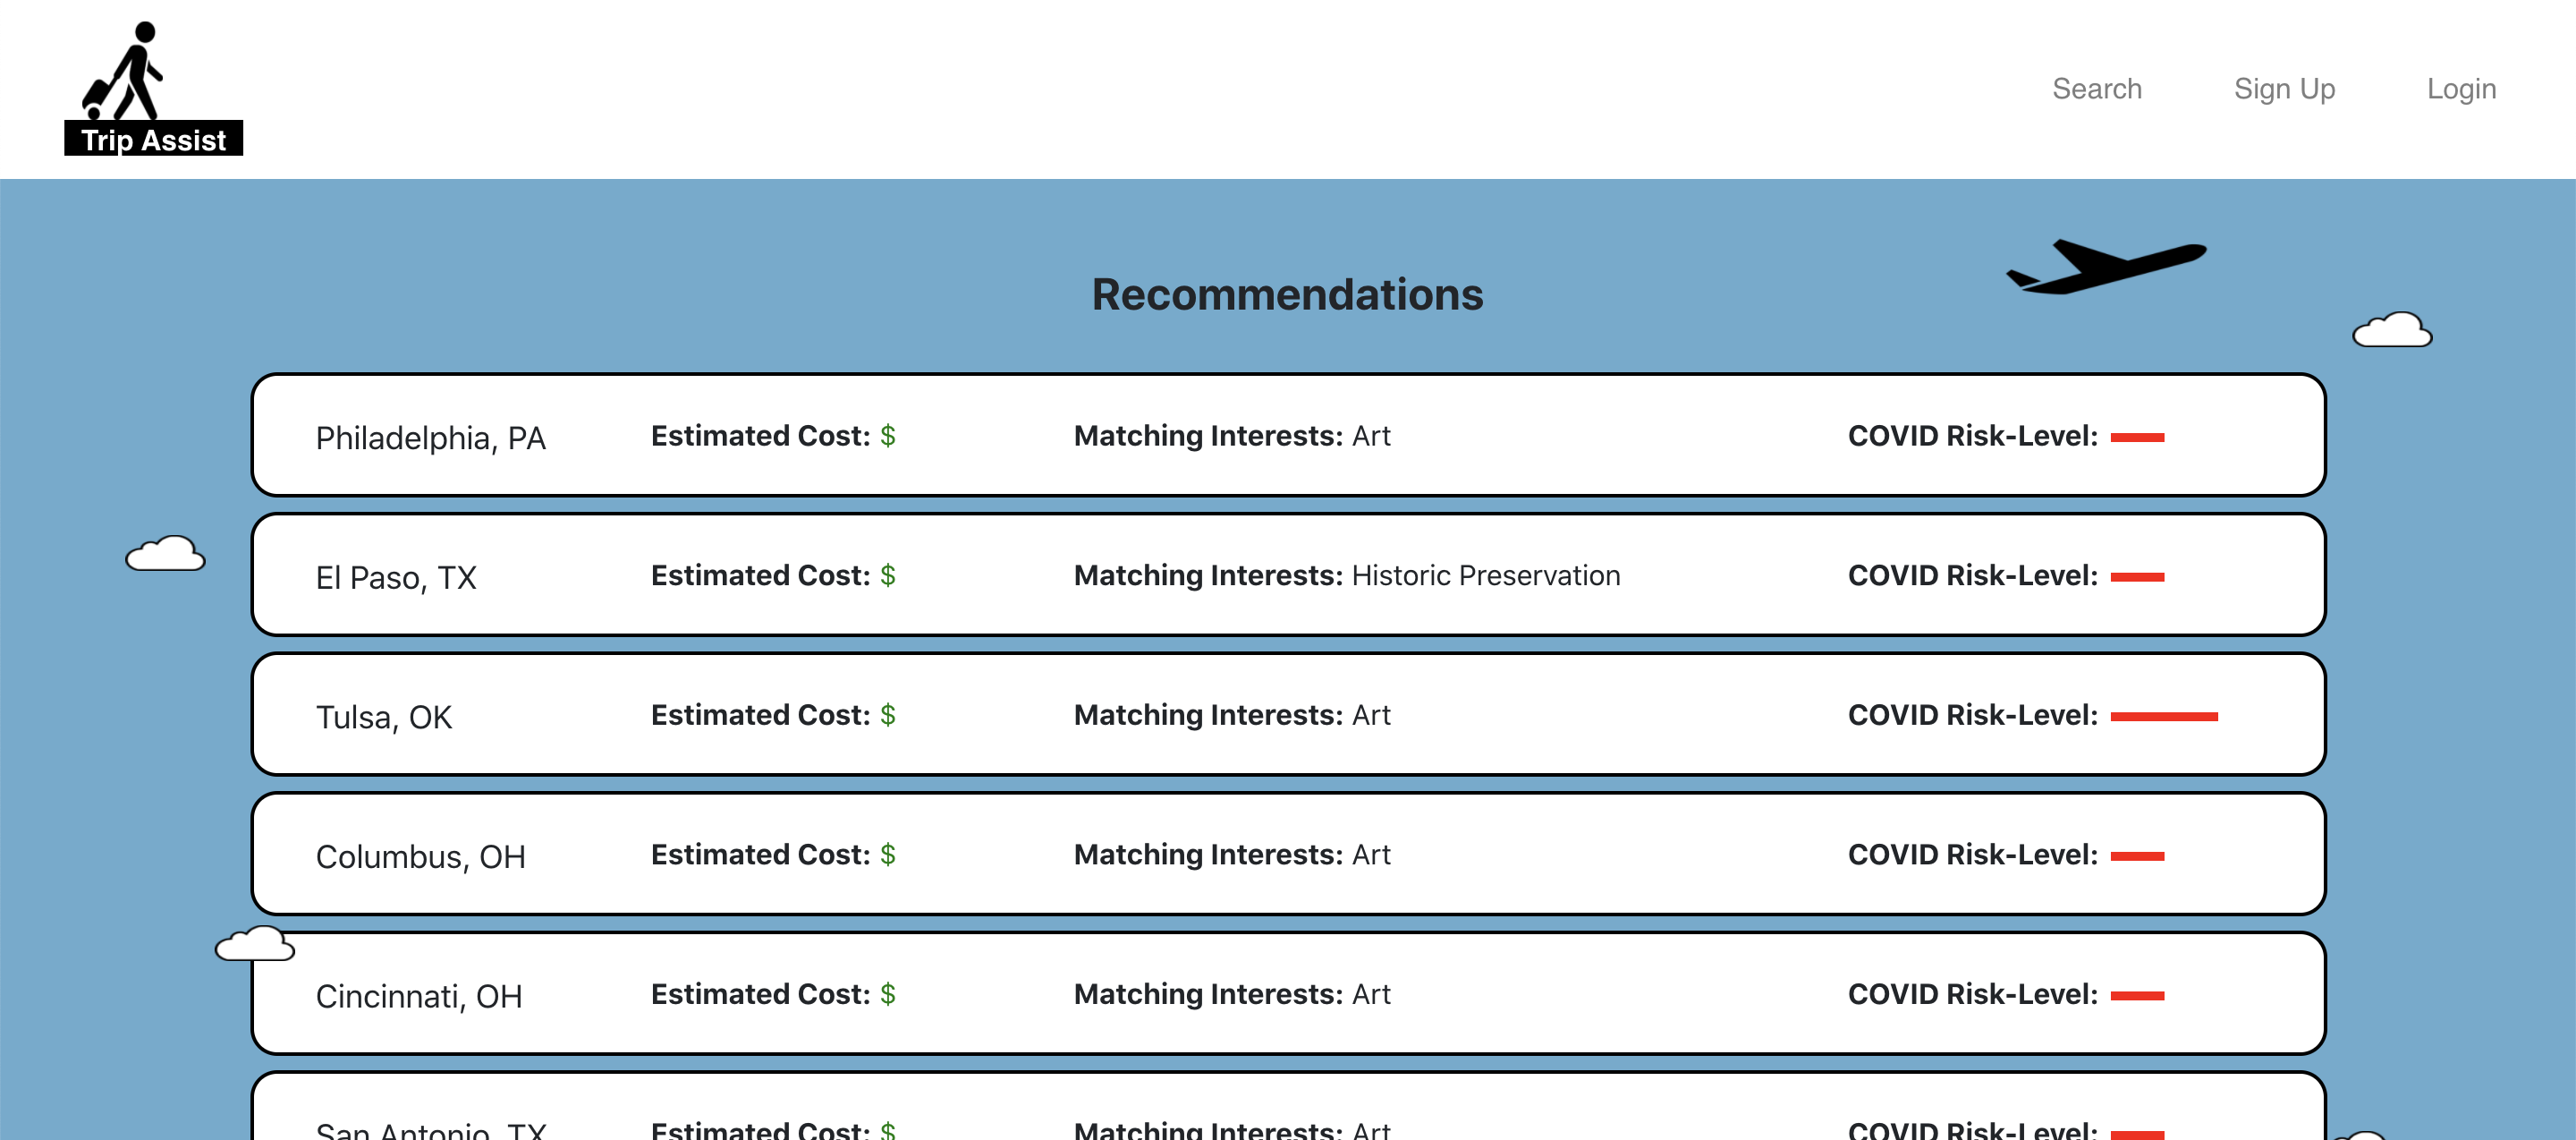 Trip Assist
Search Sign Up Login
Recommendations
Philadelphia, PA Estimated Cost: $ Matching Interests: Art COVID Risk-Level:
El Paso, TX Estimated Cost: $ Matching Interests: Historic Preservation COVID Risk-Level:
Tulsa, OK Estimated Cost: $ Matching Interests: Art COVID Risk-Level:
Columbus, OH Estimated Cost: $ Matching Interests: Art COVID Risk-Level:
Cincinnati, OH Estimated Cost: $ Matching Interests: Art COVID Risk-Level:
San Antonio, TX Estimated Cost: $ Matching Interests: Art COVID Risk-Level: